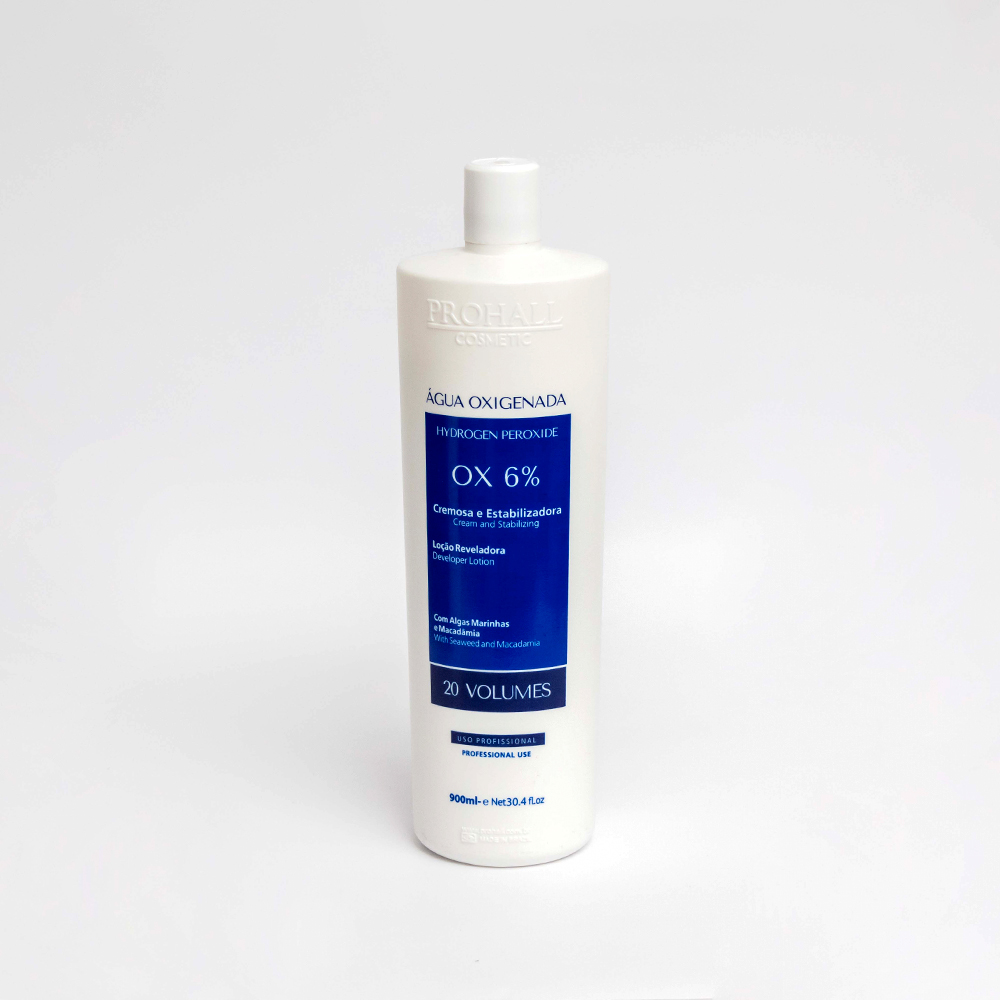 PROHALL
COSMETIC
ÁGUA OXIGENADA
HYDROGEN PEROXIDE
OX 6%
Cremosa e Estabilizadora
Cream and Stabilizing
Loção Reveladora
Developer Lotion
Com Algas Marinhas
e Macadâmia
With Seaweed and Macadamia
20 VOLUMES
USO PROFISSIONAL
PROFESSIONAL USE
900ml- e Net30.4 fl.oz